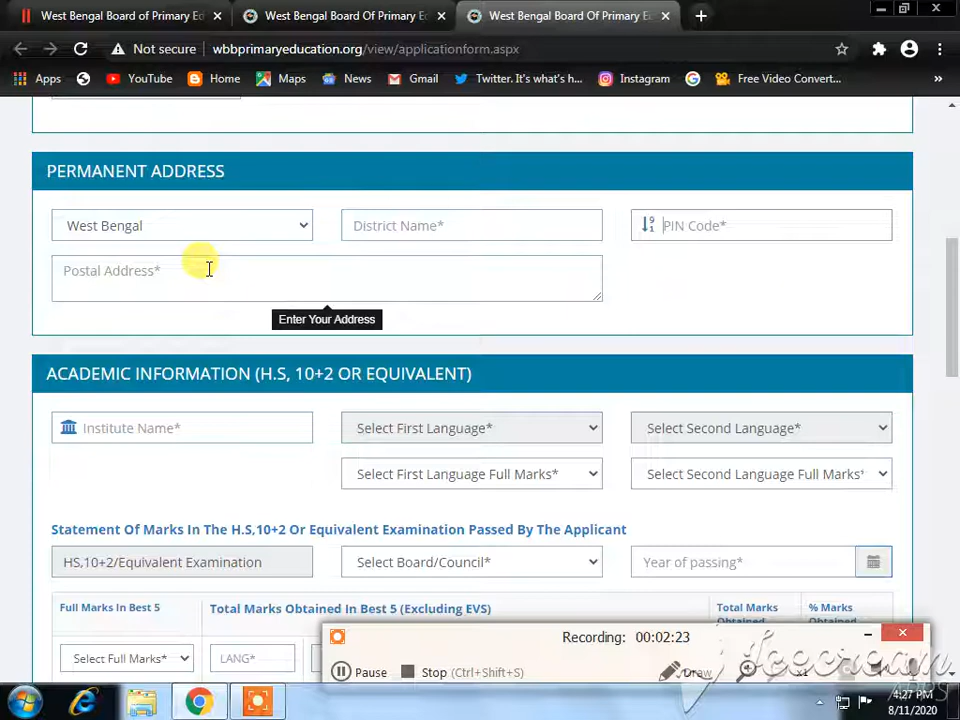 West Bengal Board of Primary Ed
West Bengal Board Of Primary E
West Bengal Board Of Primary E
Not secure
wbbprimaryeducation.org/view/applicationform.aspx
Apps
YouTube
Home
Maps
News
Gmail
Twitter. It's what's h...
Instagram
Free Video Convert...
»
PERMANENT ADDRESS
West Bengal
District Name*
PIN Code*
Postal Address*
Enter Your Address
ACADEMIC INFORMATION (H.S, 10+2 OR EQUIVALENT)
Institute Name*
Select First Language*
Select Second Language*
Select First Language Full Marks*
Select Second Language Full Marks*
Statement Of Marks In The H.S,10+2 Or Equivalent Examination Passed By The Applicant
HS,10+2/Equivalent Examination
Select Board/Council*
Year of passing*
Full Marks In Best 5
Total Marks Obtained In Best 5 (Excluding EVS)
Total Marks
Obtained
% Marks
Obtained
Select Full Marks*
LANG*
Recording: 00:02:23
Pause
Stop (Ctrl+Shift+S)
Draw
x1
icecream
APPS
4:27 PM
8/11/2020